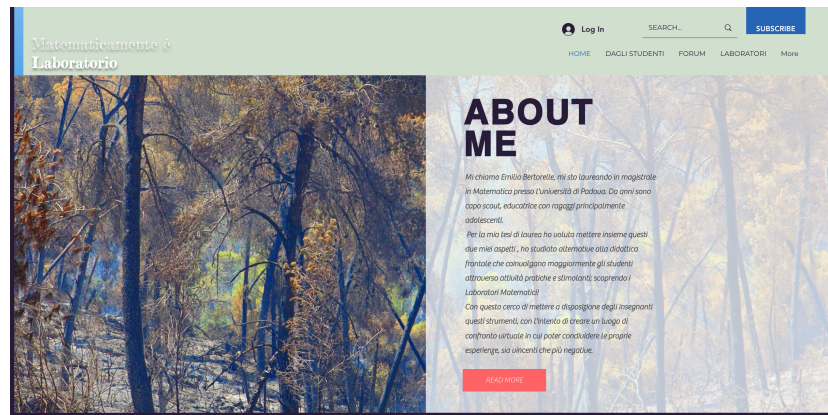 Log In
SEARCH...
SUBSCRIBE
Matematicamente è
Laboratorio
HOME
DAGLI STUDENTI
FORUM
LABORATORI
More
ABOUT
ME
Mi chiamo Emilia Bertorelle, mi sto laureando in magistrale
in Matematica presso l'università di Padova. Da anni sono
capo scout, educatrice con ragazzi principalmente
adolescenti.
Per la mia tesi di laurea ho voluto mettere insieme questi
due miei aspetti , ho studiato alternative alla didattica
frontale che coinvolgano maggiormente gli studenti
attraverso attività pratiche e stimolanti; scoprendo i
Laboratori Matematici!
Con questo cerco di mettere a disposizione degli insegnanti
questi strumenti, con l'intento di creare un luogo di
confronto virtuale in cui poter condividere le proprie
esperienze, sia vincenti che più negative.
READ MORE